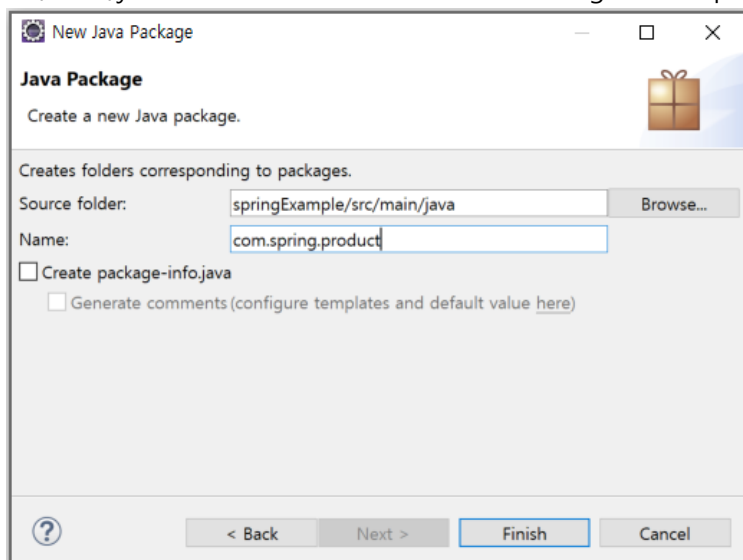 New Java Package
Java Package
Create a new Java package.
Creates folders corresponding to packages.
Source folder: springExample/src/main/java Browse...
Name: com.spring.product
Create package-info.java
Generate comments (configure templates and default value here)
? < Back Next > Finish Cancel